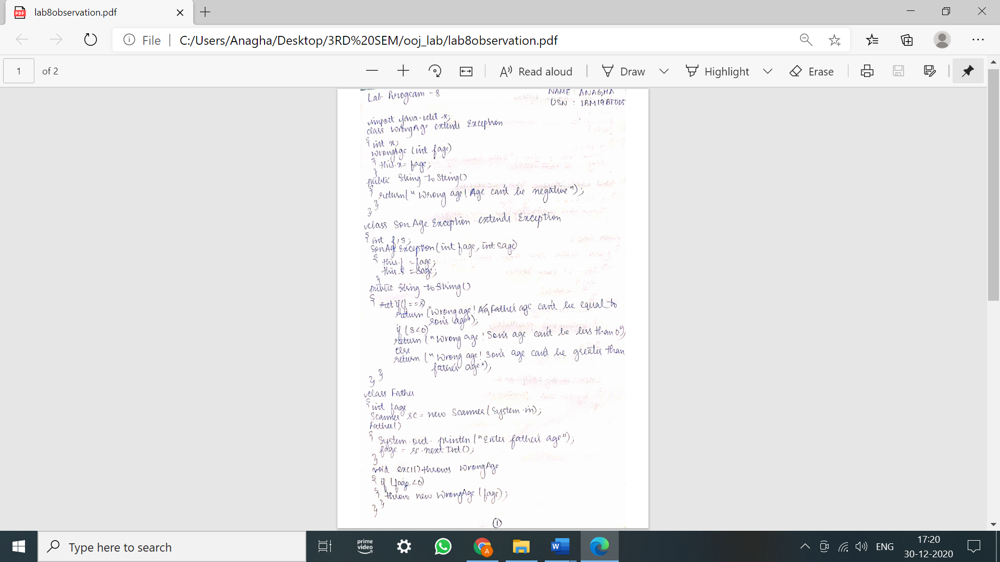 lab8observation.pdf
File
C:/Users/Anagha/Desktop/3RD%20SEM/ooj_lab/lab8observation.pdf
1 of 2
Read aloud
Draw
Highlight
Erase
Lab Program - 8
NAME : ANAGHA
USN : 1BM19BT005
import java.util.*;
class WrongAge extends Exception
{ int x;
WrongAge (int fage)
{ this.x = fage;
}
public String toString()
{ return("Wrong age! Age can't be negative");
}
}
class SonAgeException extends Exception
{ int f,s;
SonAgeException(int fage, int sage)
{ this.f = fage;
this.s = sage;
}
public String toString()
{ if(f==s)
return ("Wrong age! Father's age can't be equal to
son's age");
if (s<0)
return ("Wrong age! Son's age can't be less than 0");
else
return ("Wrong age! Son's age can't be greater than
father's age");
}
}
class Father
{ int fage
Scanner sc = new Scanner(System.in);
Father()
{ System.out.println("Enter father's age");
fage = sc.nextInt();
}
void exc1() throws WrongAge
{ if (fage<0)
{ throw new WrongAge (fage);
}
}
1
Type here to search
prime video
W
A
ENG
17:20
30-12-2020